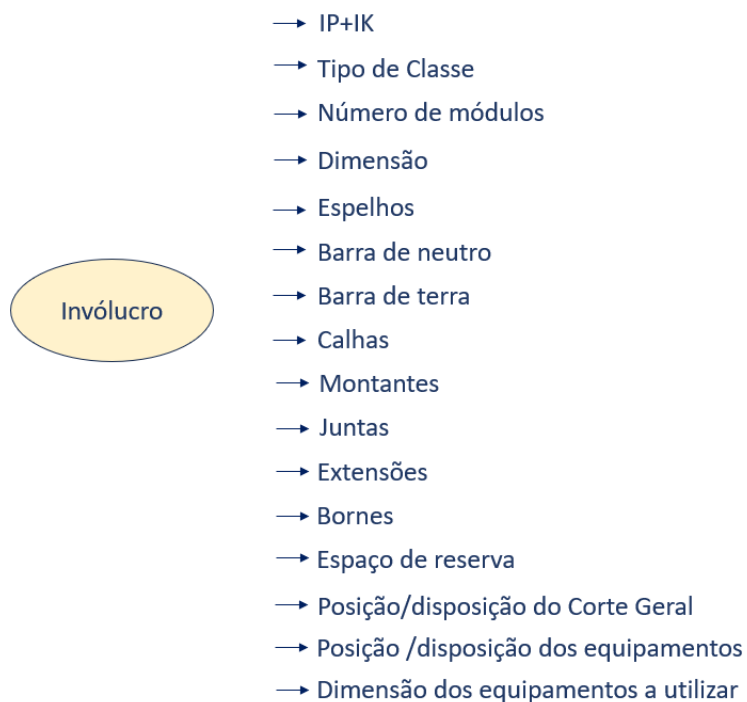 IP+IK
Tipo de Classe
Número de módulos
Dimensão
Espelhos
Barra de neutro
Invólucro
Barra de terra
Calhas
Montantes
Juntas
Extensões
Bornes
Espaço de reserva
Posição/disposição do Corte Geral
Posição /disposição dos equipamentos
Dimensão dos equipamentos a utilizar